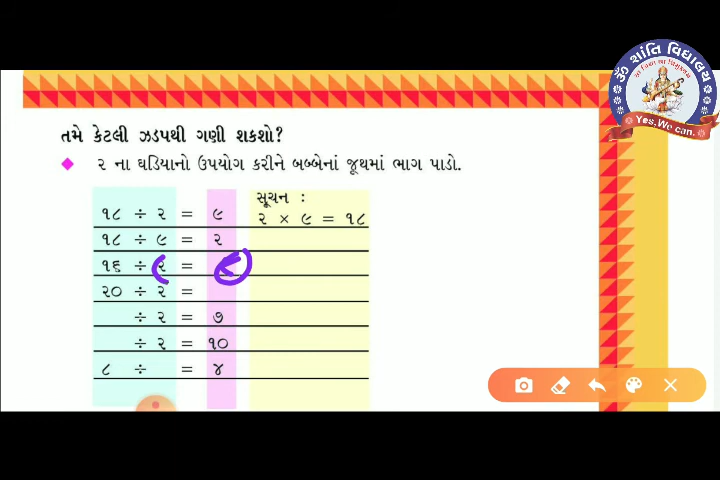 ૐ શાંતિ વિદ્યાલય
Yes, We can.
તમે કેટલી ઝડપથી ગણી શકશો?
૨ ના ઘડિયાનો ઉપયોગ કરીને બબ્બેનાં જૂથમાં ભાગ પાડો.
સૂચન :
૧૮ ÷ ૨ = ૯ ૨ × ૯ = ૧૮
૧૮ ÷ ૯ = ૨
૧૬ ÷ ૨ = ૮
૨૦ ÷ ૨ =
÷ ૨ = ૭
÷ ૨ = ૧૦
૮ ÷ = ૪